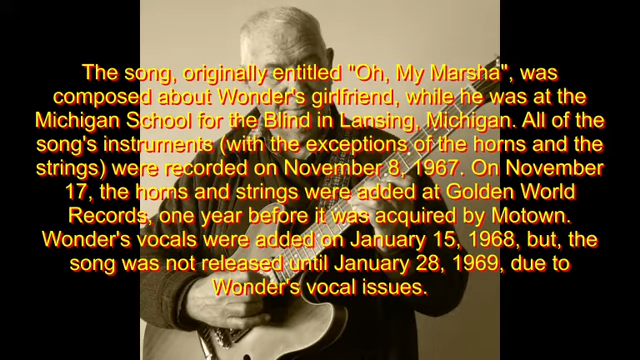 The song, originally entitled "Oh, My Marsha", was
composed about Wonder's girlfriend, while he was at the
Michigan School for the Blind in Lansing, Michigan. All of the
song's instruments (with the exceptions of the horns and the
strings) were recorded on November 8, 1967. On November
17, the horns and strings were added at Golden World
Records, one year before it was acquired by Motown.
Wonder's vocals were added on January 15, 1968, but, the
song was not released until January 28, 1969, due to
Wonder's vocal issues.